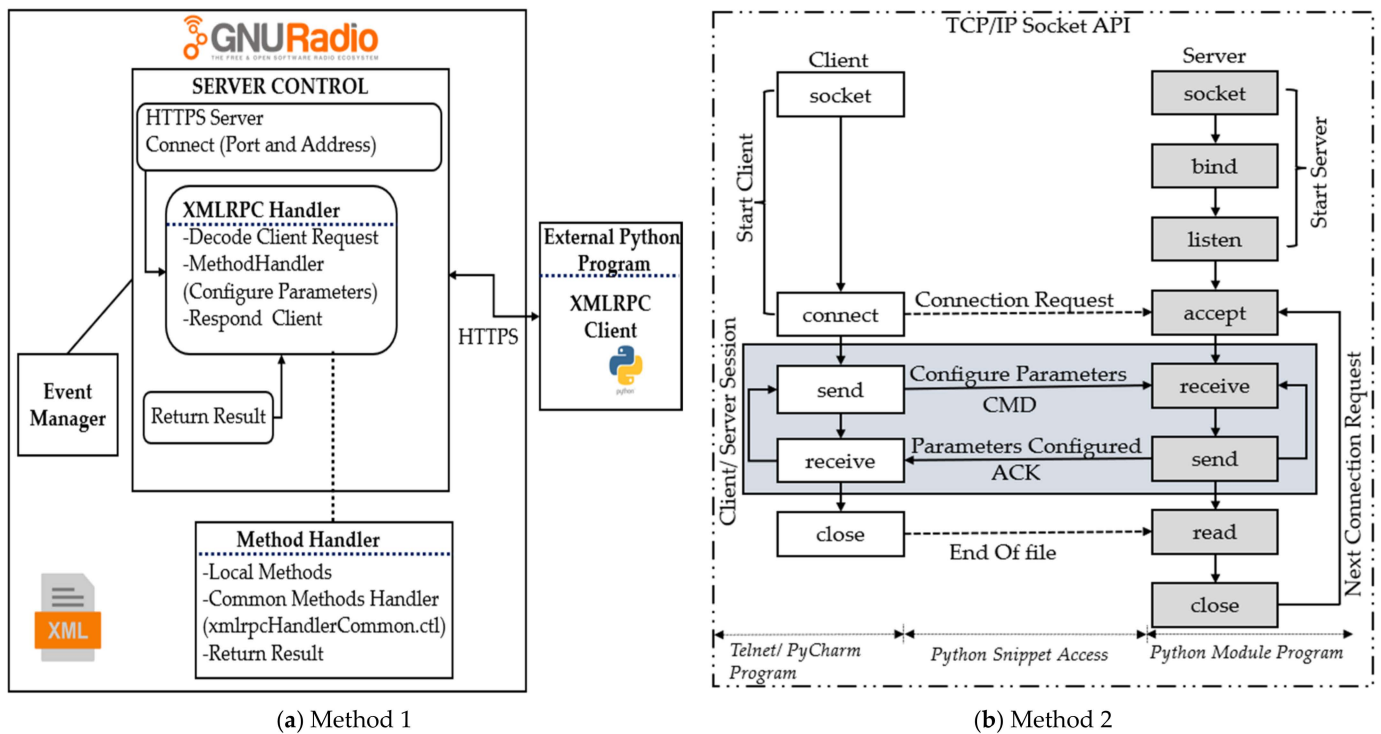 GNURadio
THE FREE & OPEN SOFTWARE RADIO ECOSYSTEM
SERVER CONTROL
HTTPS Server
Connect (Port and Address)
XMLRPC Handler
-Decode Client Request
-MethodHandler
(Configure Parameters)
-Respond Client
Return Result
Event
Manager
HTTPS
External Python
Program
XMLRPC
Client
python
Method Handler
-Local Methods
-Common Methods Handler
(xmlrpcHandlerCommon.ctl)
-Return Result
XML
(a) Method 1
TCP/IP Socket API
Client
Server
socket
socket
bind
listen
Start Client
Start Server
connect
Connection Request
accept
Client/ Server Session
send
Configure Parameters
CMD
receive
receive
Parameters Configured
ACK
send
close
End Of file
read
close
Next Connection Request
Telnet/ PyCharm
Program
Python Snippet Access
Python Module Program
(b) Method 2